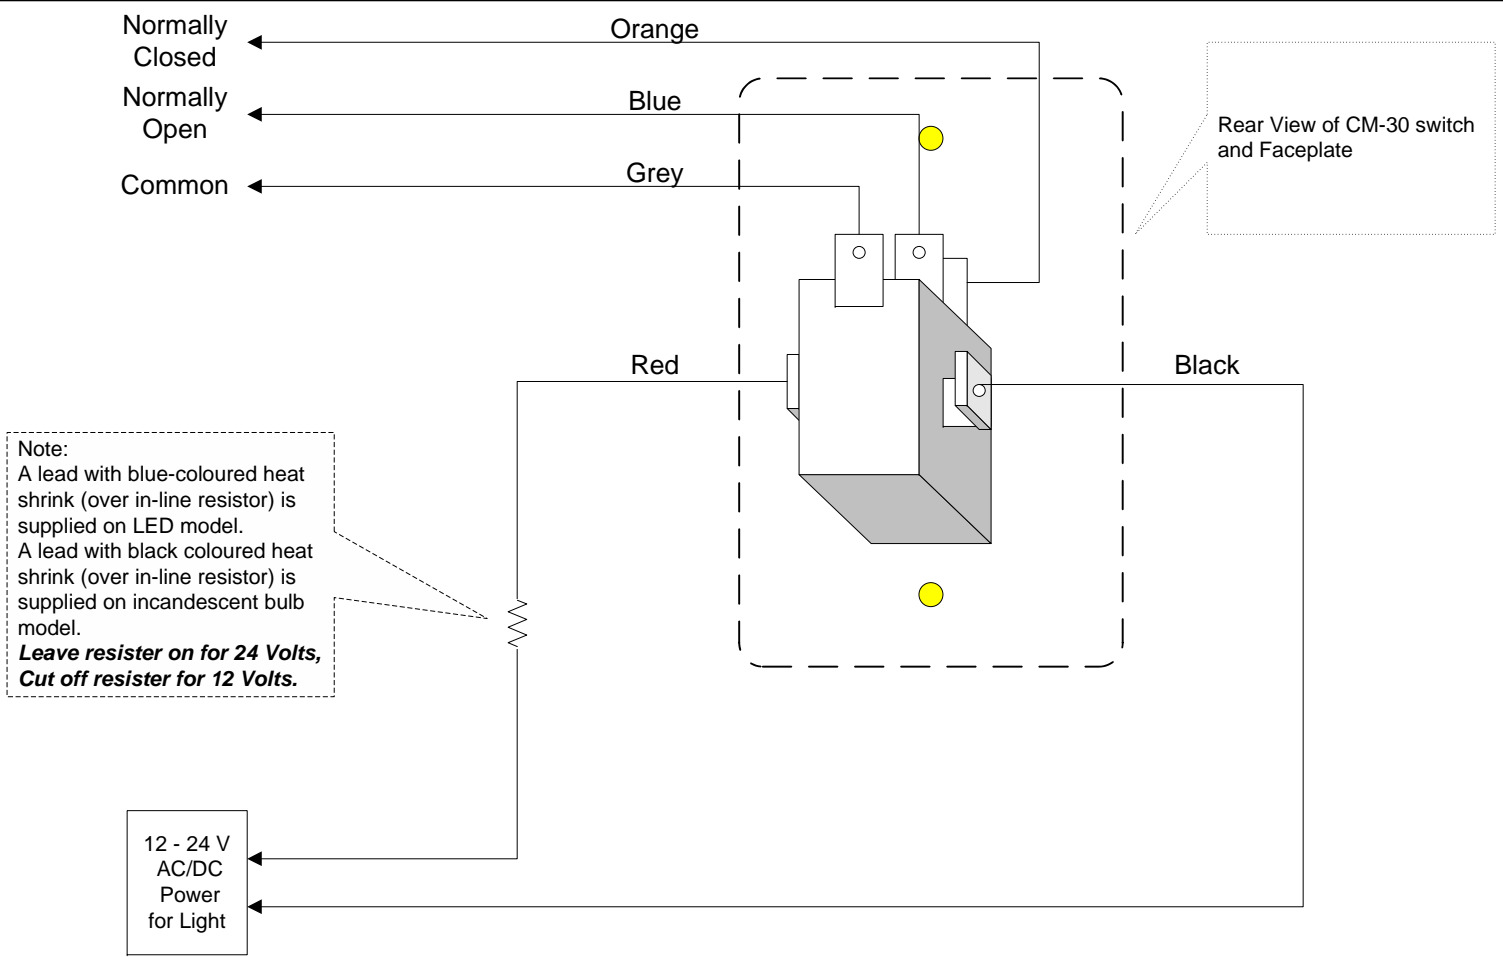 Normally
Closed
Orange
Normally
Open
Blue
Common
Grey
Rear View of CM-30 switch
and Faceplate
Red
Black
Note:
A lead with blue-coloured heat
shrink (over in-line resistor) is
supplied on LED model.
A lead with black coloured heat
shrink (over in-line resistor) is
supplied on incandescent bulb
model.
Leave resister on for 24 Volts,
Cut off resister for 12 Volts.
12 - 24 V
AC/DC
Power
for Light